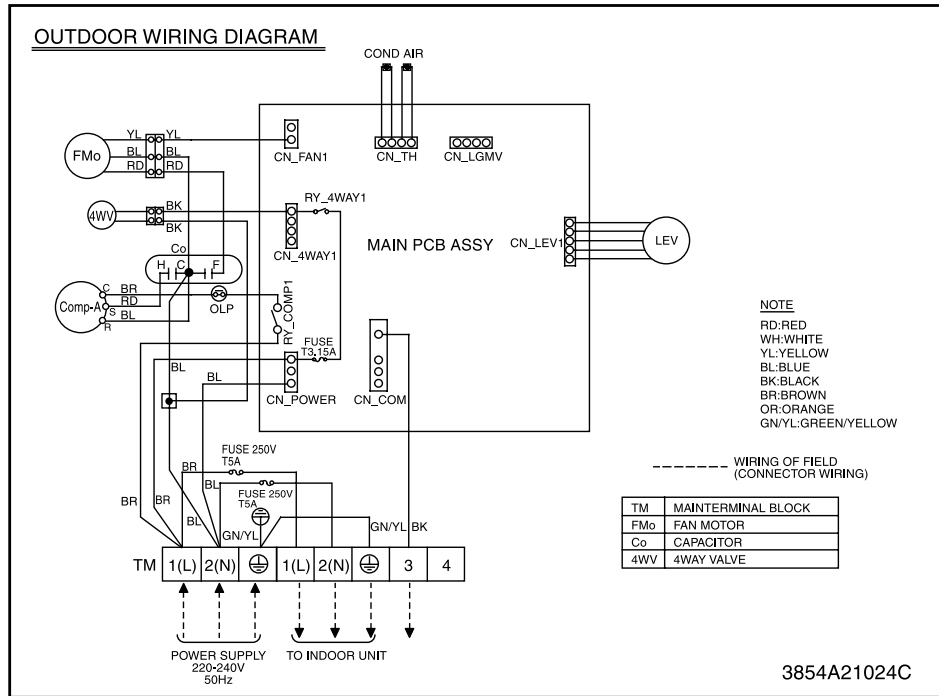 OUTDOOR WIRING DIAGRAM
COND AIR
FMo
YL YL
BL BL
RD RD
CN_FAN1
CN_TH
CN_LGMV
4WV
BK
BK
RY_4WAY1
CN_4WAY1
MAIN PCB ASSY
CN_LEV1
LEV
Co
H C F
Comp-A
C BR
S RD
R BL
OLP
RY_COMP1
FUSE
T3.15A
CN_POWER
CN_COM
BL
BL
NOTE
RD:RED
WH:WHITE
YL:YELLOW
BL:BLUE
BK:BLACK
BR:BROWN
OR:ORANGE
GN/YL:GREEN/YELLOW
WIRING OF FIELD
(CONNECTOR WIRING)
FUSE 250V
T5A
BR
BL
FUSE 250V
T5A
BR
BR
BL
GN/YL
GN/YL
BK
TM 1(L) 2(N) 1(L) 2(N) 3 4
POWER SUPPLY
220-240V
50Hz
TO INDOOR UNIT
TM MAINTERMINAL BLOCK
FMo FAN MOTOR
Co CAPACITOR
4WV 4WAY VALVE
3854A21024C